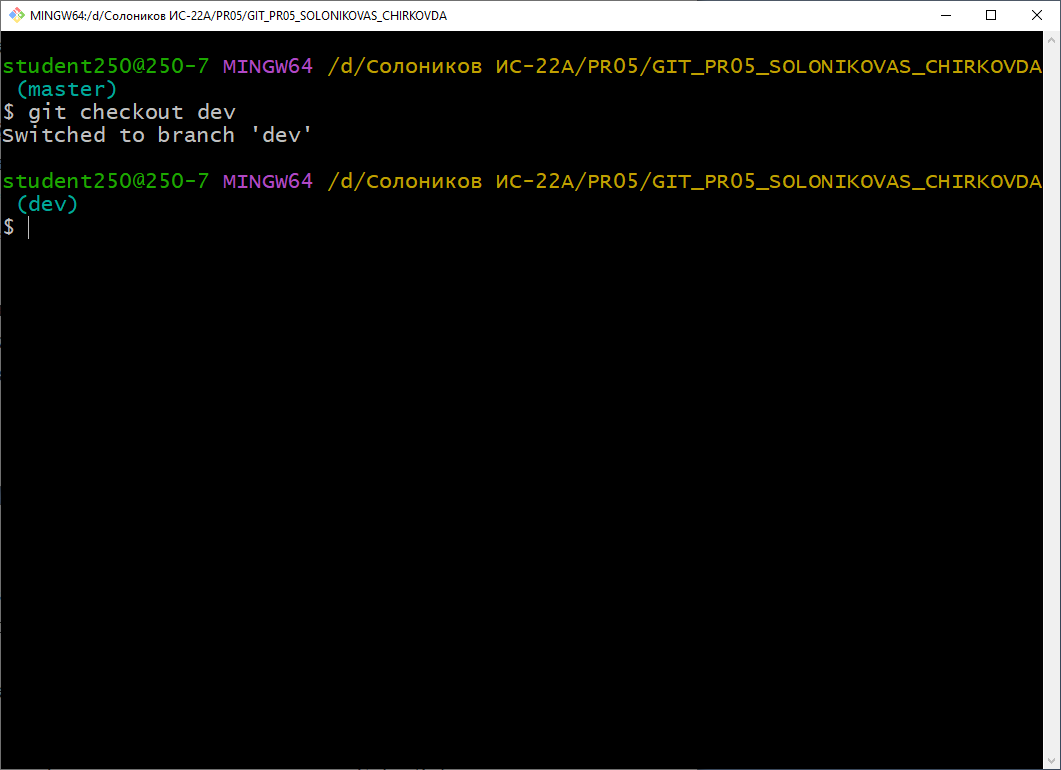 MINGW64:/d/Солоников ИС-22А/PR05/GIT_PR05_SOLONIKOVAS_CHIRKOVDA
student250@250-7 MINGW64 /d/Солоников ИС-22А/PR05/GIT_PR05_SOLONIKOVAS_CHIRKOVDA
(master)
$ git checkout dev
Switched to branch 'dev'
student250@250-7 MINGW64 /d/Солоников ИС-22А/PR05/GIT_PR05_SOLONIKOVAS_CHIRKOVDA
(dev)
$